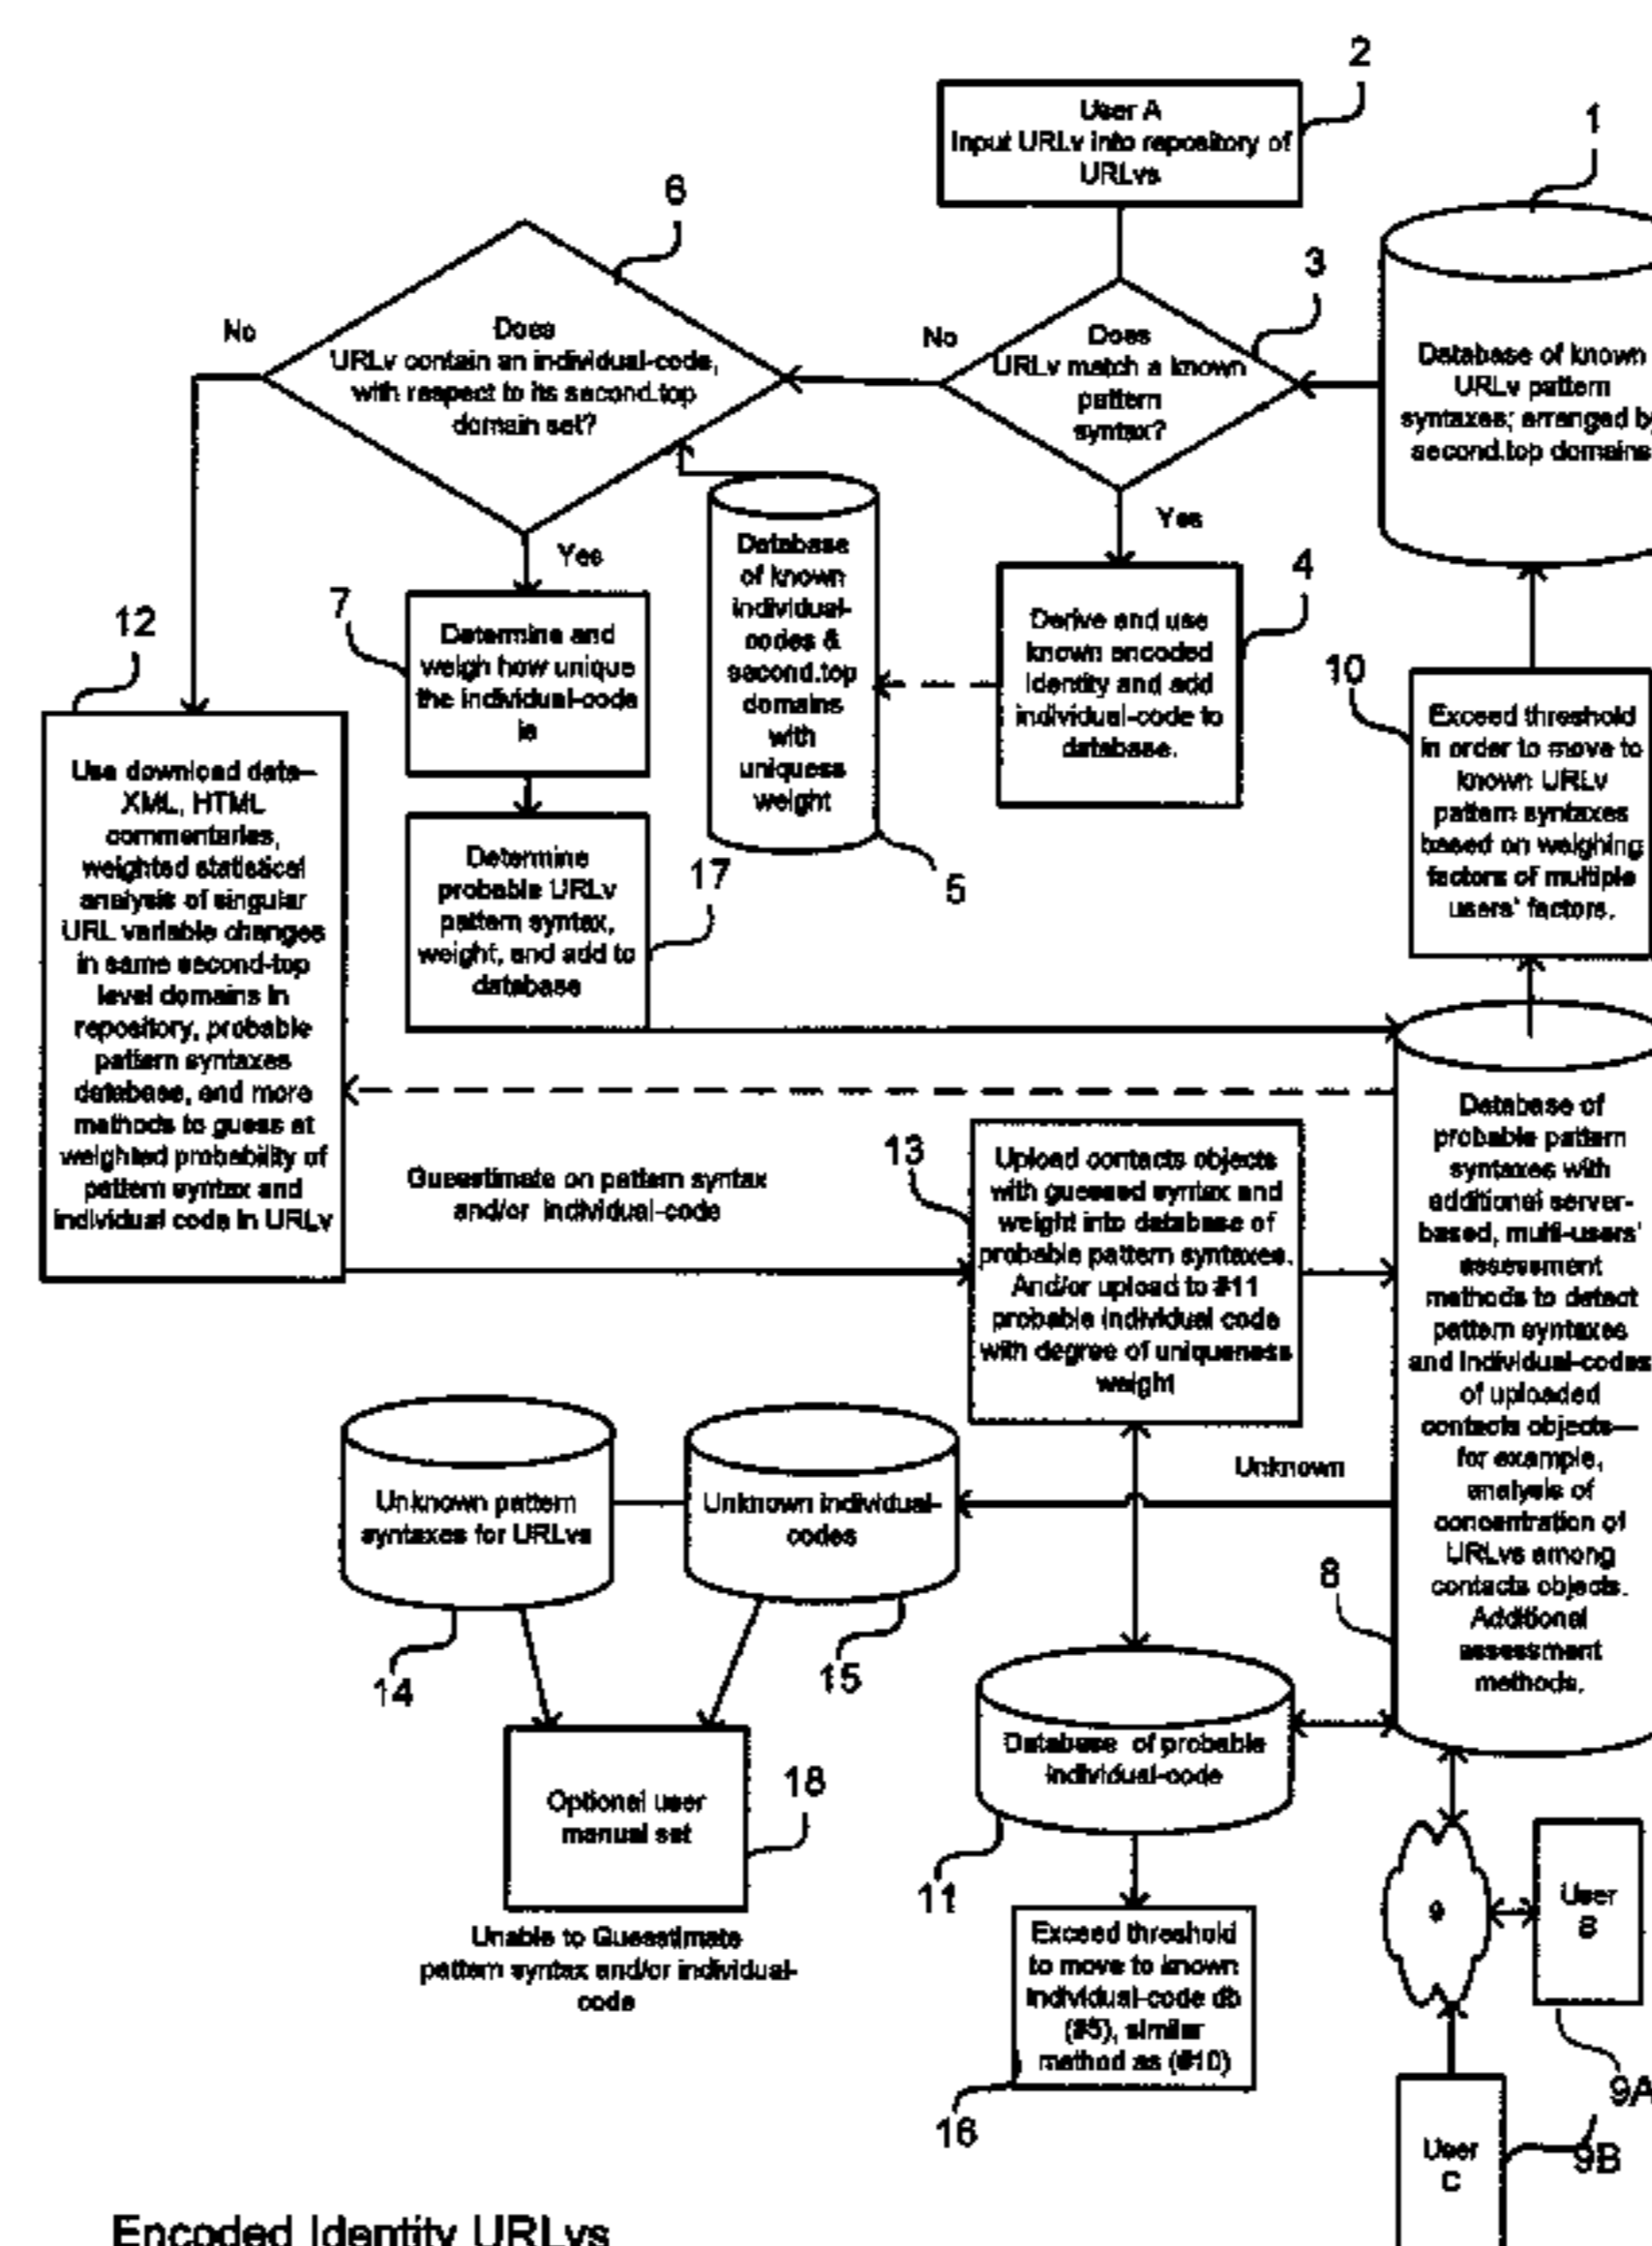 2
User A
Input URLv into repository of
URLvs
1
6
3
No
Does
URLv contain an individual-code,
with respect to its second.top
domain set?
No
Does
URLv match a known
pattern
syntax?
Database of known
URLv pattern
syntaxes; arranged by
second.top domains
Yes
Yes
Database
of known
individual-
codes &
second.top
domains
with
uniquess
weight
5
4
Derive and use
known encoded
identity and add
individual-code to
database.
7
Determine and
weigh how unique
the individual-code
is
12
10
Exceed threshold
in order to move to
known URLv
pattern syntaxes
based on weighing
factors of multiple
users' factors.
Use download data–
XML, HTML
commentaries,
weighted statistical
analysis of singular
URL variable changes
in same second-top
level domains in
repository, probable
pattern syntaxes
database, and more
methods to guess at
weighted probability of
pattern syntax and
individual code in URLv
Determine
probable URLv
pattern syntax,
weight, and add to
database
17
Database of
probable pattern
syntaxes with
additional server-
based, multi-users'
assessment
methods to detect
pattern syntaxes
and individual-codes
of uploaded
contacts objects—
for example,
analysis of
concentration of
URLvs among
contacts objects.
Additional
assessment
methods.
8
Guesstimate on pattern syntax
and/or individual-code
13
Upload contacts objects
with guessed syntax and
weight into database of
probable pattern syntaxes.
And/or upload to #11
probable individual code
with degree of uniqueness
weight
Unknown
Unknown pattern
syntaxes for URLvs
14
Unknown individual-
codes
15
Database of probable
individual-code
11
Optional user
manual set
18
Unable to Guesstimate
pattern syntax and/or individual-
code
Exceed threshold
to move to known
individual-code db
(#5), similar
method as (#10)
16
9
User
B
9A
User
C
9B
Encoded Identity URLvs